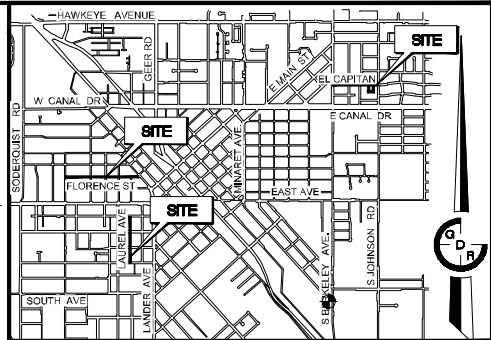 HAWKEYE AVENUE
GEER RD
SITE
E MAIN ST
EL CAPITAN
W CANAL DR
E CANAL DR
SODERQUIST RD
SITE
MINARET AVE.
FLORENCE ST
EAST AVE
SITE
LAUREL AVE
LANDER AVE
S BERKELEY AVE.
S JOHNSON RD
SOUTH AVE
G
D
R